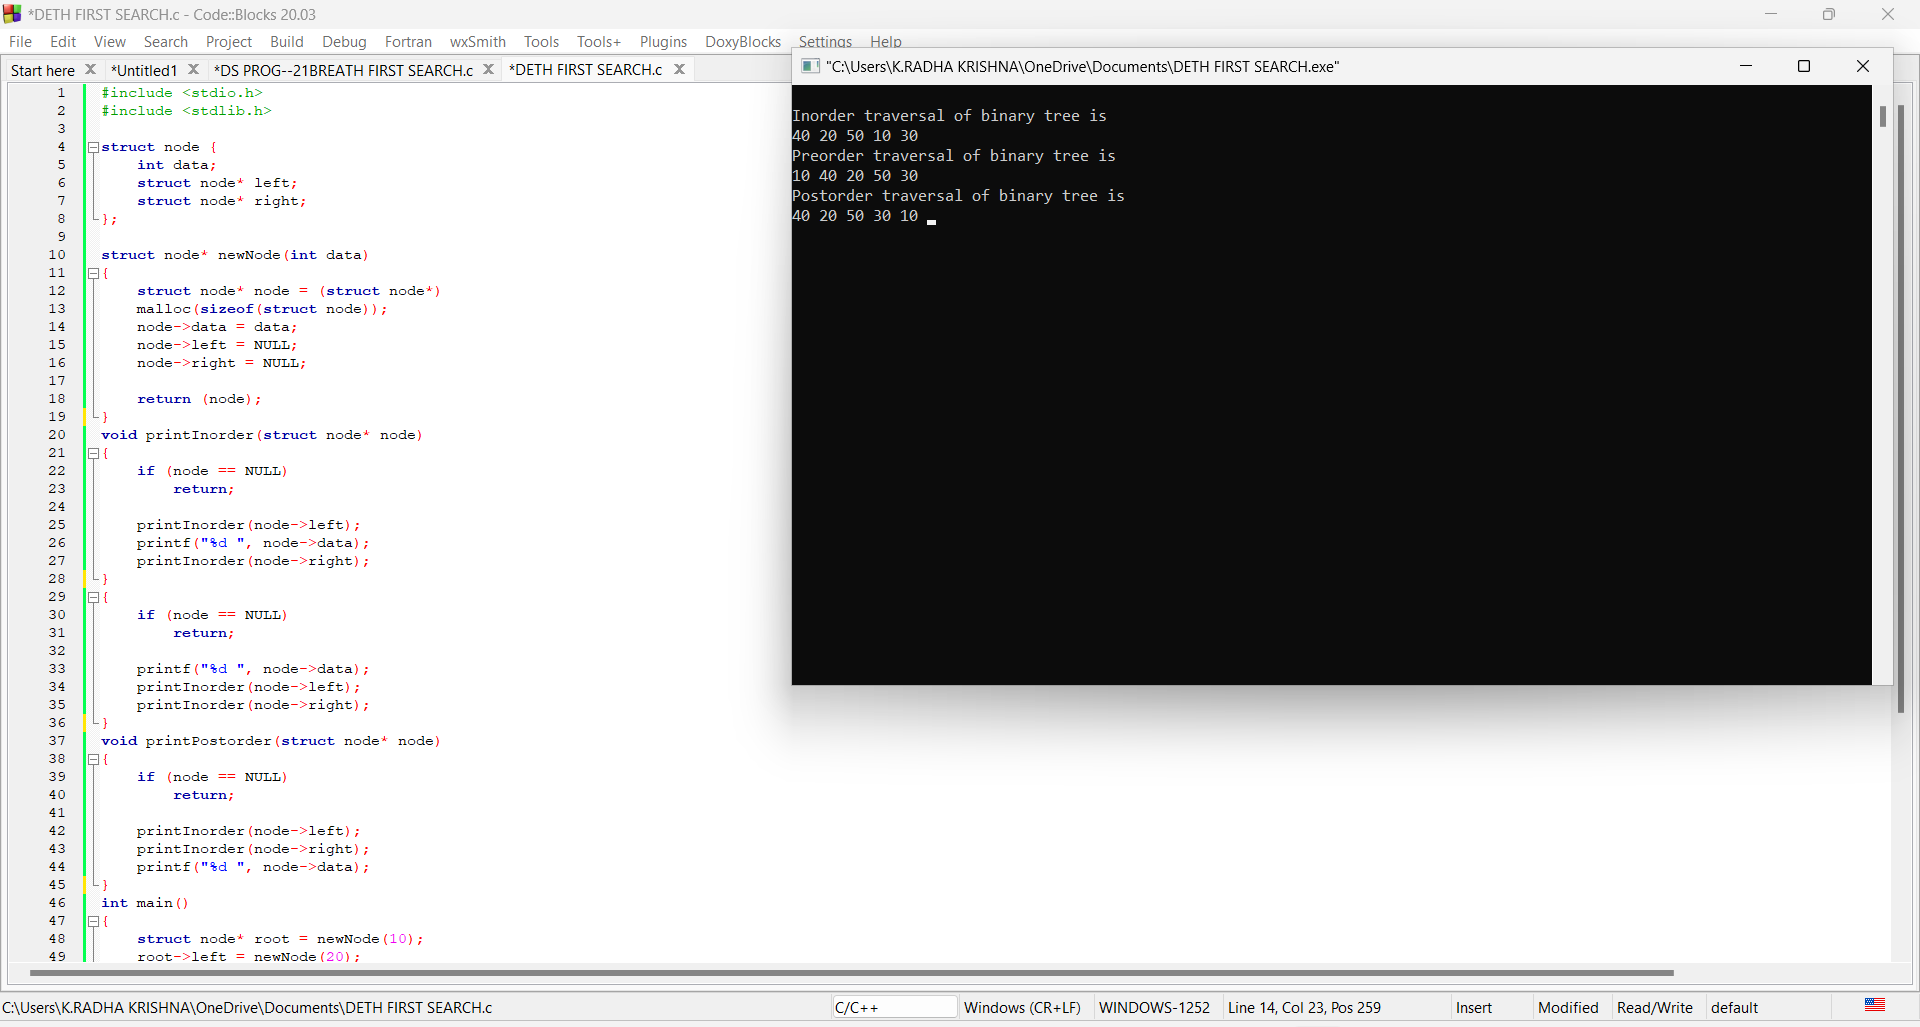 *DETH FIRST SEARCH.c - Code::Blocks 20.03
File Edit View Search Project Build Debug Fortran wxSmith Tools Tools+ Plugins DoxyBlocks Settings Help
Start here *Untitled1 *DS PROG--21BREATH FIRST SEARCH.c *DETH FIRST SEARCH.c
1 #include <stdio.h>
2 #include <stdlib.h>
3
4 struct node {
5 int data;
6 struct node* left;
7 struct node* right;
8 };
9
10 struct node* newNode(int data)
11 {
12 struct node* node = (struct node*)
13 malloc(sizeof(struct node));
14 node->data = data;
15 node->left = NULL;
16 node->right = NULL;
17
18 return (node);
19 }
20 void printInorder(struct node* node)
21 {
22 if (node == NULL)
23 return;
24
25 printInorder(node->left);
26 printf("%d ", node->data);
27 printInorder(node->right);
28 }
29 {
30 if (node == NULL)
31 return;
32
33 printf("%d ", node->data);
34 printInorder(node->left);
35 printInorder(node->right);
36 }
37 void printPostorder(struct node* node)
38 {
39 if (node == NULL)
40 return;
41
42 printInorder(node->left);
43 printInorder(node->right);
44 printf("%d ", node->data);
45 }
46 int main()
47 {
48 struct node* root = newNode(10);
49 root->left = newNode(20);
"C:\Users\K.RADHA KRISHNA\OneDrive\Documents\DETH FIRST SEARCH.exe"
Inorder traversal of binary tree is
40 20 50 10 30
Preorder traversal of binary tree is
10 40 20 50 30
Postorder traversal of binary tree is
40 20 50 30 10
C:\Users\K.RADHA KRISHNA\OneDrive\Documents\DETH FIRST SEARCH.c C/C++ Windows (CR+LF) WINDOWS-1252 Line 14, Col 23, Pos 259 Insert Modified Read/Write default